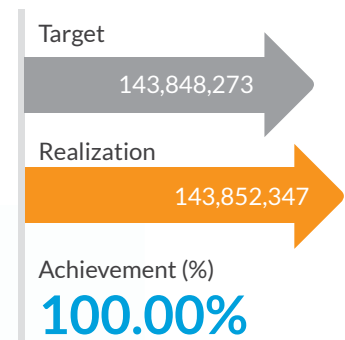 Target
143,848,273
Realization
143,852,347
Achievement (%)
100.00%